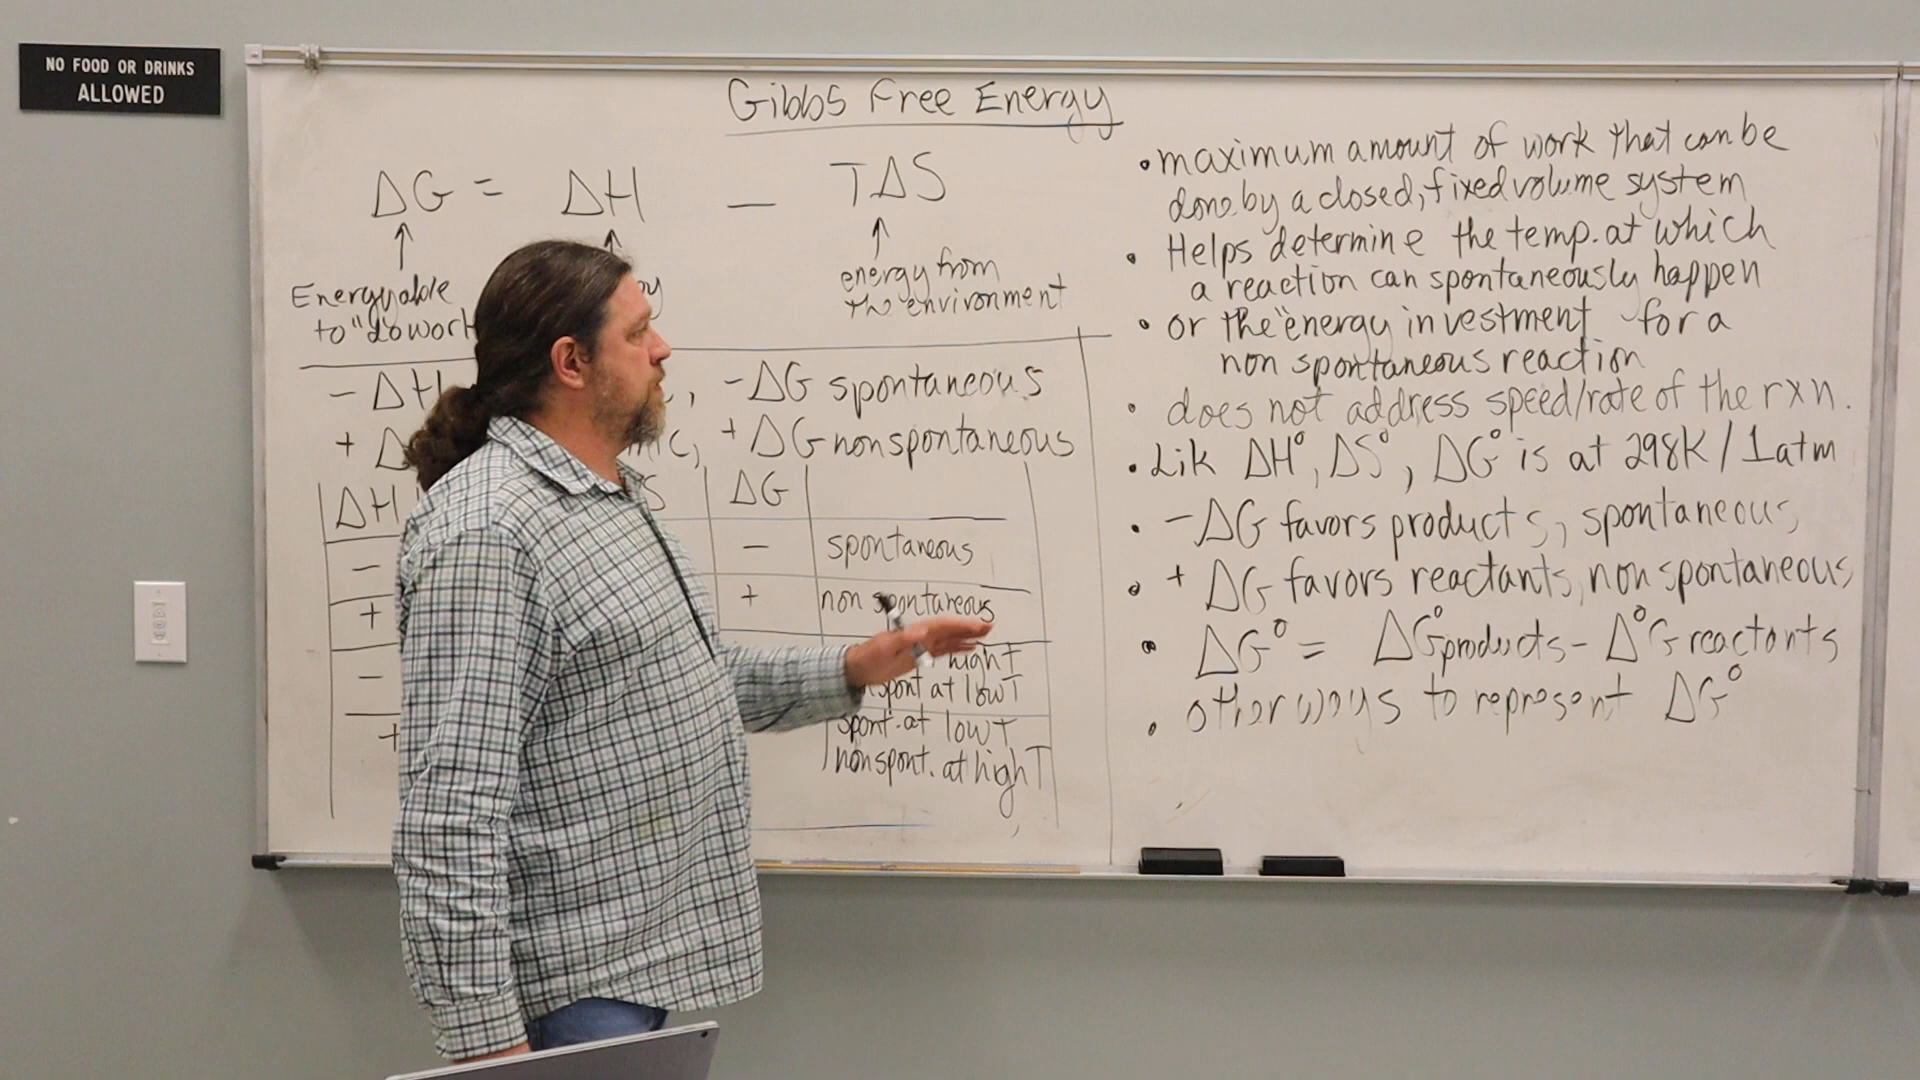 NO FOOD OR DRINKS
ALLOWED
Gibbs Free Energy
ΔG = ΔH — TΔS
↑ ↑ ↑
Energy able
to "do work
energy from
the environment
- ΔH , -ΔG spontaneous
+ Δ ic, +ΔG nonspontaneous
ΔH S ΔG
− − spontaneous
+ + non spontaneous
− high T
spont at low T
+ spont. at low T
nonspont. at high T
• maximum amount of work that can be
done by a closed, fixed volume system
• Helps determine the temp. at which
a reaction can spontaneously happen
• or the "energy investment for a
non spontaneous reaction
• does not address speed/rate of the rxn.
• Lik ΔH°, ΔS°, ΔG° is at 298K / 1atm
• -ΔG favors products, spontaneous,
• + ΔG favors reactants, non spontaneous,
• ΔG° = ΔG°products - Δ°G reactants
• other ways to represent ΔG°